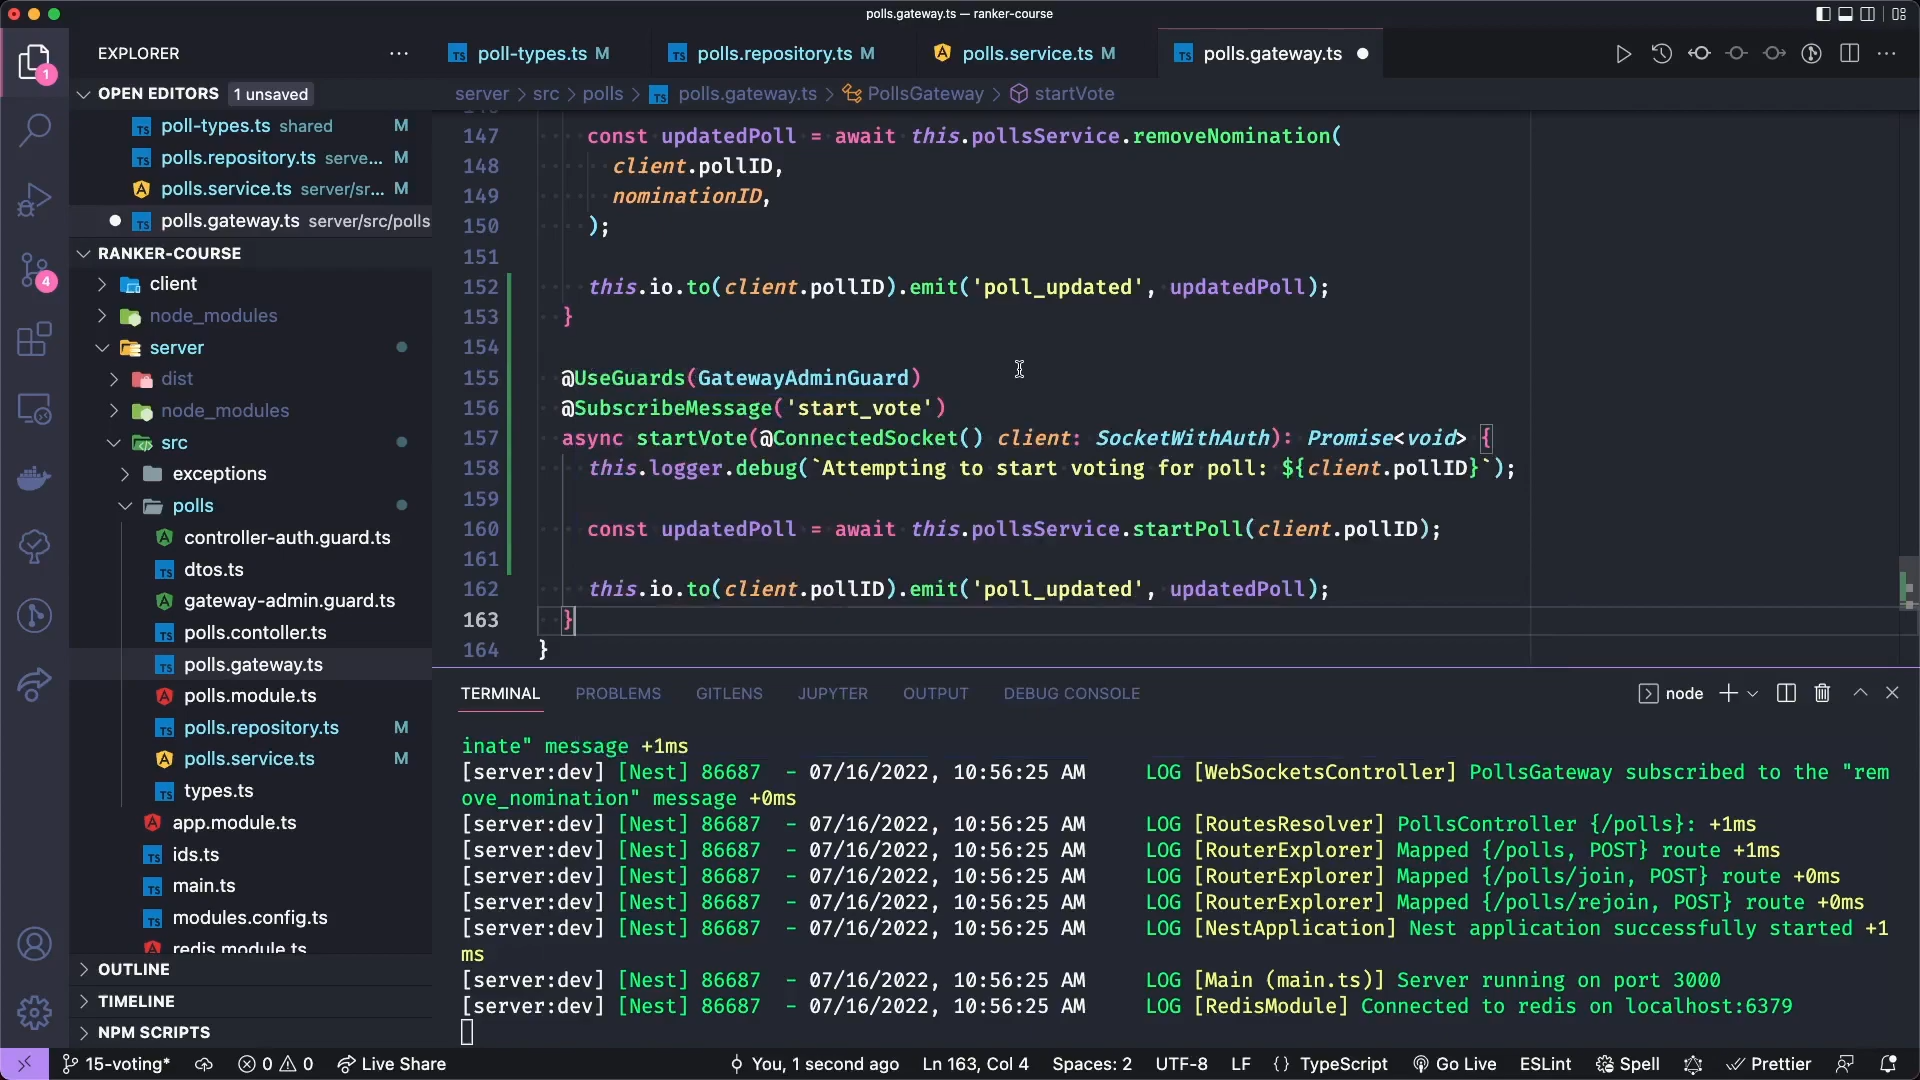 polls.gateway.ts — ranker-course
EXPLORER
poll-types.ts M
polls.repository.ts M
polls.service.ts M
polls.gateway.ts
OPEN EDITORS 1 unsaved
server > src > polls > TS polls.gateway.ts > PollsGateway > startVote
TS poll-types.ts shared M
TS polls.repository.ts serve... M
polls.service.ts server/sr... M
TS polls.gateway.ts server/src/polls
RANKER-COURSE
client
node_modules
server
dist
node_modules
src
exceptions
polls
controller-auth.guard.ts
TS dtos.ts
gateway-admin.guard.ts
TS polls.contoller.ts
TS polls.gateway.ts
polls.module.ts
TS polls.repository.ts M
polls.service.ts M
TS types.ts
app.module.ts
TS ids.ts
TS main.ts
TS modules.config.ts
redis.module.ts
OUTLINE
TIMELINE
NPM SCRIPTS
1
4
147 const updatedPoll = await this.pollsService.removeNomination(
148 client.pollID,
149 nominationID,
150 );
151
152 this.io.to(client.pollID).emit('poll_updated', updatedPoll);
153 }
154
155 @UseGuards(GatewayAdminGuard)
156 @SubscribeMessage('start_vote')
157 async startVote(@ConnectedSocket() client: SocketWithAuth): Promise<void> {
158 this.logger.debug(`Attempting to start voting for poll: ${client.pollID}`);
159
160 const updatedPoll = await this.pollsService.startPoll(client.pollID);
161
162 this.io.to(client.pollID).emit('poll_updated', updatedPoll);
163 }
164 }
TERMINAL PROBLEMS GITLENS JUPYTER OUTPUT DEBUG CONSOLE
node
inate" message +1ms
[server:dev] [Nest] 86687 - 07/16/2022, 10:56:25 AM LOG [WebSocketsController] PollsGateway subscribed to the "rem
ove_nomination" message +0ms
[server:dev] [Nest] 86687 - 07/16/2022, 10:56:25 AM LOG [RoutesResolver] PollsController {/polls}: +1ms
[server:dev] [Nest] 86687 - 07/16/2022, 10:56:25 AM LOG [RouterExplorer] Mapped {/polls, POST} route +1ms
[server:dev] [Nest] 86687 - 07/16/2022, 10:56:25 AM LOG [RouterExplorer] Mapped {/polls/join, POST} route +0ms
[server:dev] [Nest] 86687 - 07/16/2022, 10:56:25 AM LOG [RouterExplorer] Mapped {/polls/rejoin, POST} route +0ms
[server:dev] [Nest] 86687 - 07/16/2022, 10:56:25 AM LOG [NestApplication] Nest application successfully started +1
ms
[server:dev] [Nest] 86687 - 07/16/2022, 10:56:25 AM LOG [Main (main.ts)] Server running on port 3000
[server:dev] [Nest] 86687 - 07/16/2022, 10:56:25 AM LOG [RedisModule] Connected to redis on localhost:6379
15-voting* 0 0 Live Share You, 1 second ago Ln 163, Col 4 Spaces: 2 UTF-8 LF {} TypeScript Go Live ESLint Spell Prettier